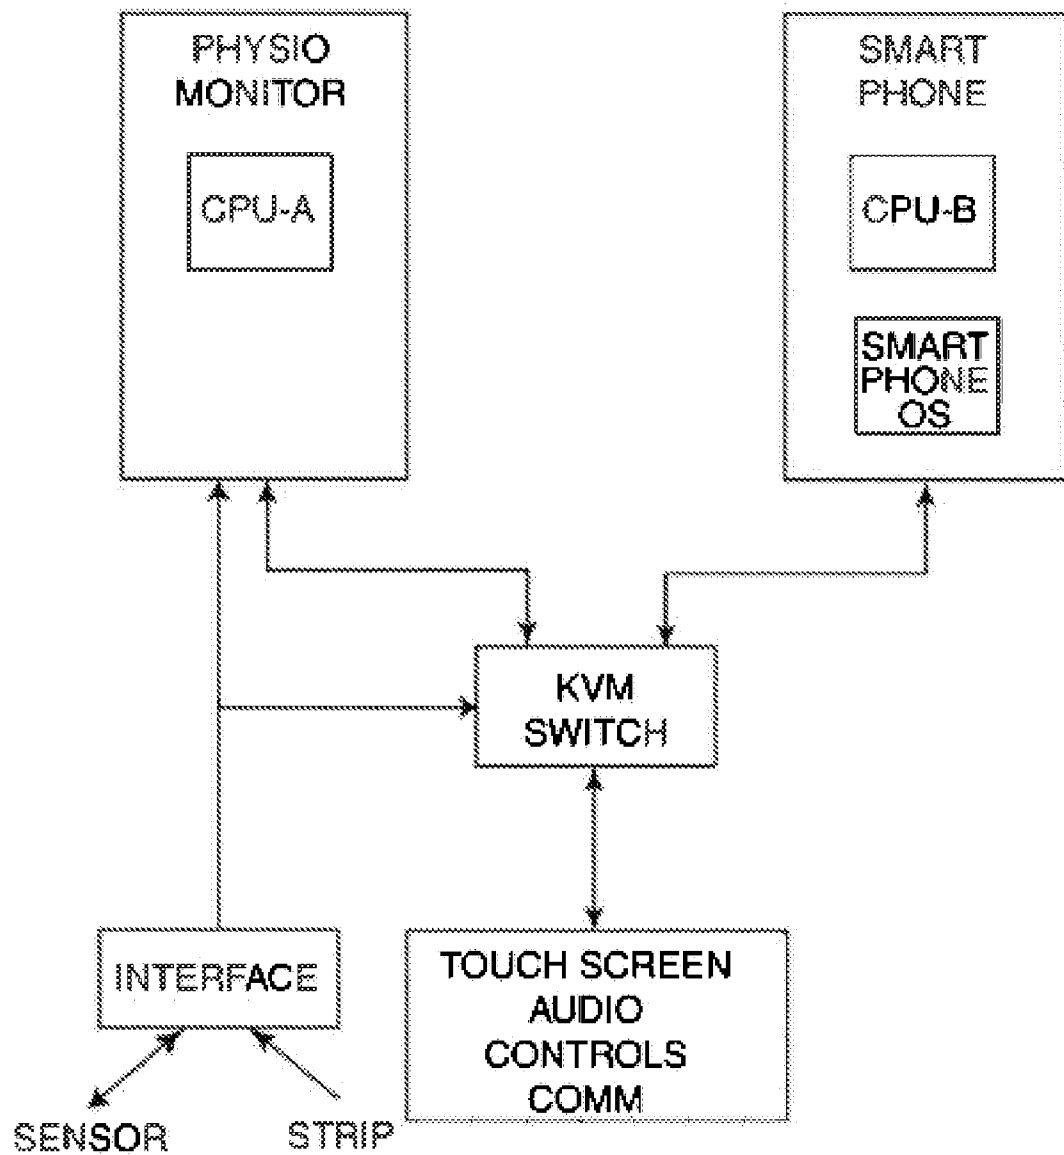 PHYSIO
MONITOR
CPU-A
SMART
PHONE
CPU-B
SMART
PHONE
OS
KVM
SWITCH
INTERFACE
TOUCH SCREEN
AUDIO
CONTROLS
COMM
SENSOR
STRIP